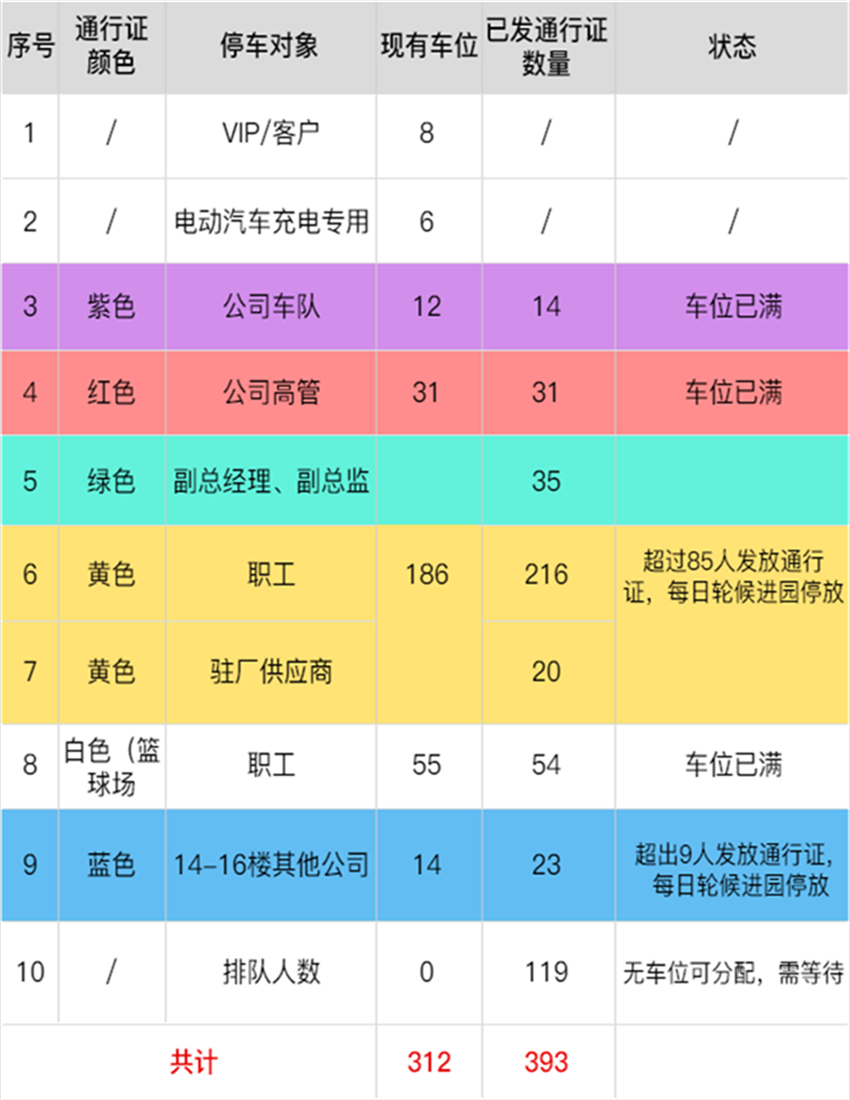 序号 通行证颜色 停车对象 现有车位 已发通行证数量 状态
1 / VIP/客户 8 / /
2 / 电动汽车充电专用 6 / /
3 紫色 公司车队 12 14 车位已满
4 红色 公司高管 31 31 车位已满
5 绿色 副总经理、副总监 35
6 黄色 职工 186 216 超过85人发放通行证，每日轮候进园停放
7 黄色 驻厂供应商 20
8 白色（篮球场 职工 55 54 车位已满
9 蓝色 14-16楼其他公司 14 23 超出9人发放通行证，每日轮候进园停放
10 / 排队人数 0 119 无车位可分配，需等待
共计 312 393